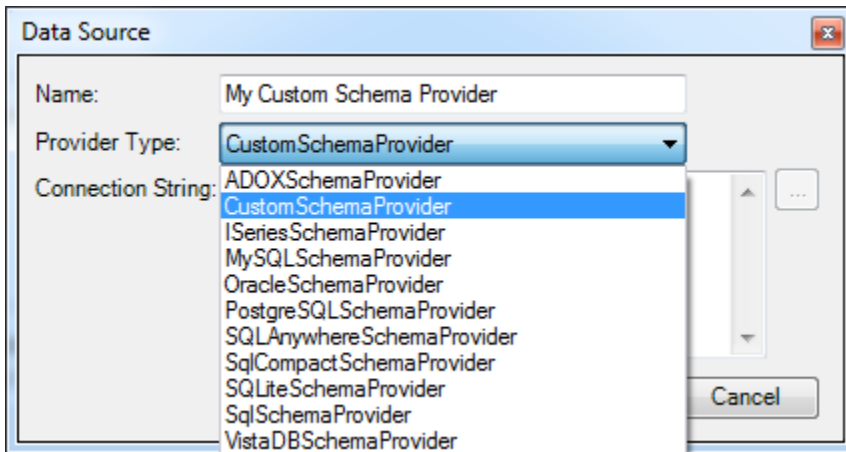 Data Source
Name: My Custom Schema Provider
Provider Type: CustomSchemaProvider
Connection String: ADOXSchemaProvider
CustomSchemaProvider
...
ISeriesSchemaProvider
MySQLSchemaProvider
OracleSchemaProvider
PostgreSQLSchemaProvider
SQLAnywhereSchemaProvider
SqlCompactSchemaProvider
SQLiteSchemaProvider
Cancel
SqlSchemaProvider
VistaDBSchemaProvider